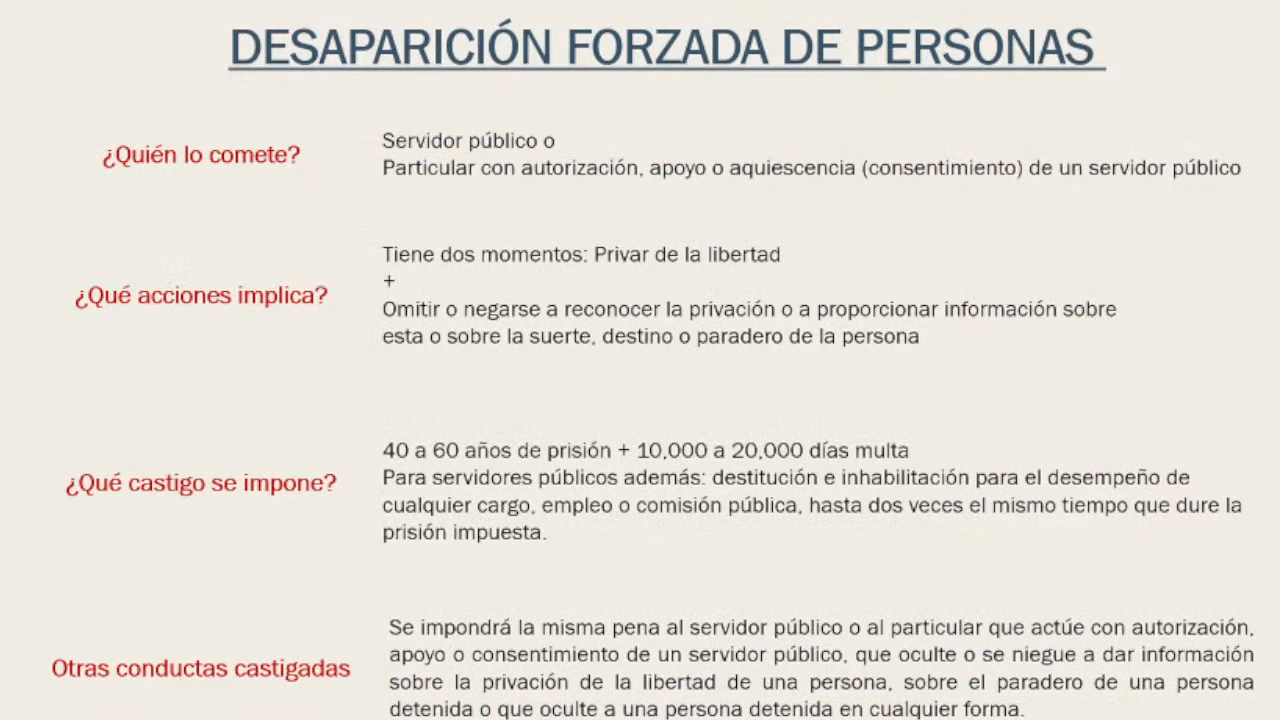 DESAPARICIÓN FORZADA DE PERSONAS
¿Quién lo comete?
Servidor público o
Particular con autorización, apoyo o aquiescencia (consentimiento) de un servidor público
¿Qué acciones implica?
Tiene dos momentos: Privar de la libertad
+
Omitir o negarse a reconocer la privación o a proporcionar información sobre
esta o sobre la suerte, destino o paradero de la persona
¿Qué castigo se impone?
40 a 60 años de prisión + 10,000 a 20,000 días multa
Para servidores públicos además: destitución e inhabilitación para el desempeño de
cualquier cargo, empleo o comisión pública, hasta dos veces el mismo tiempo que dure la
prisión impuesta.
Otras conductas castigadas
Se impondrá la misma pena al servidor público o al particular que actúe con autorización,
apoyo o consentimiento de un servidor público, que oculte o se niegue a dar información
sobre la privación de la libertad de una persona, sobre el paradero de una persona
detenida o que oculte a una persona detenida en cualquier forma.